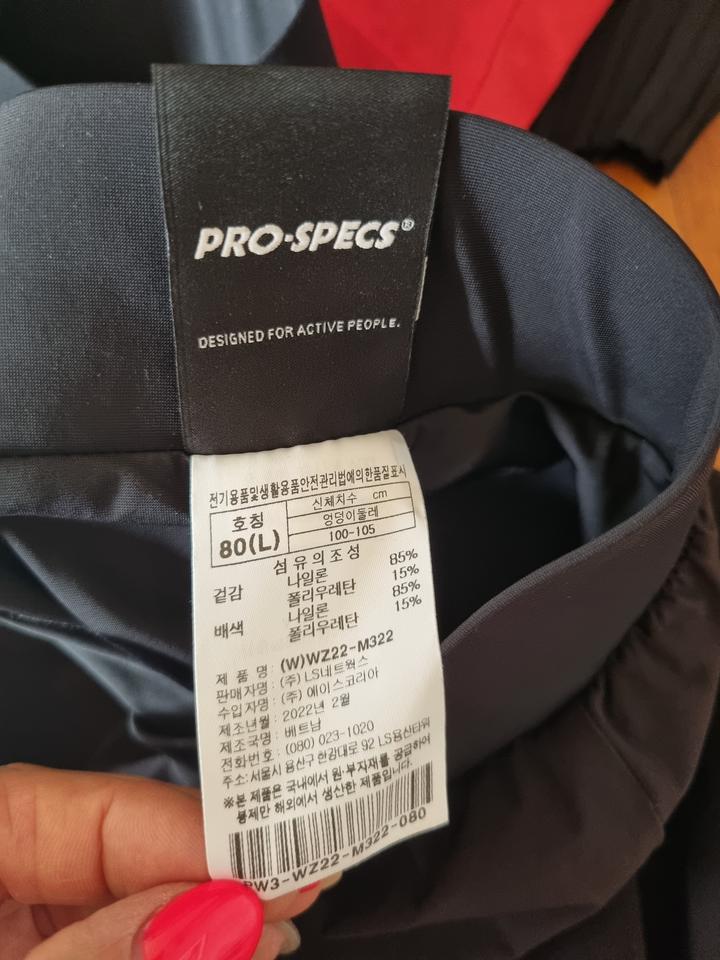 PRO-SPECS®
DESIGNED FOR ACTIVE PEOPLE.
전기용품및생활용품안전관리법에의한품질표시
호칭 신체치수 cm
80(L) 엉덩이둘레
100-105
섬유의조성
겉감 나일론 85%
폴리우레탄 15%
배색 나일론 85%
폴리우레탄 15%
제 품 명 : (W)WZ22-M322
판매자명 : (주) LS네트웍스
수입자명 : (주) 에이스코리아
제조년월 : 2022년 2월
제조국명 : 베트남
전화번호 : (080) 023-1020
주소:서울시 용산구 한강대로 92 LS용산타워
※본 제품은 국내에서 원·부자재를 공급하여
봉제만 해외에서 생산한 제품입니다.
PW3-WZ22-M322-080